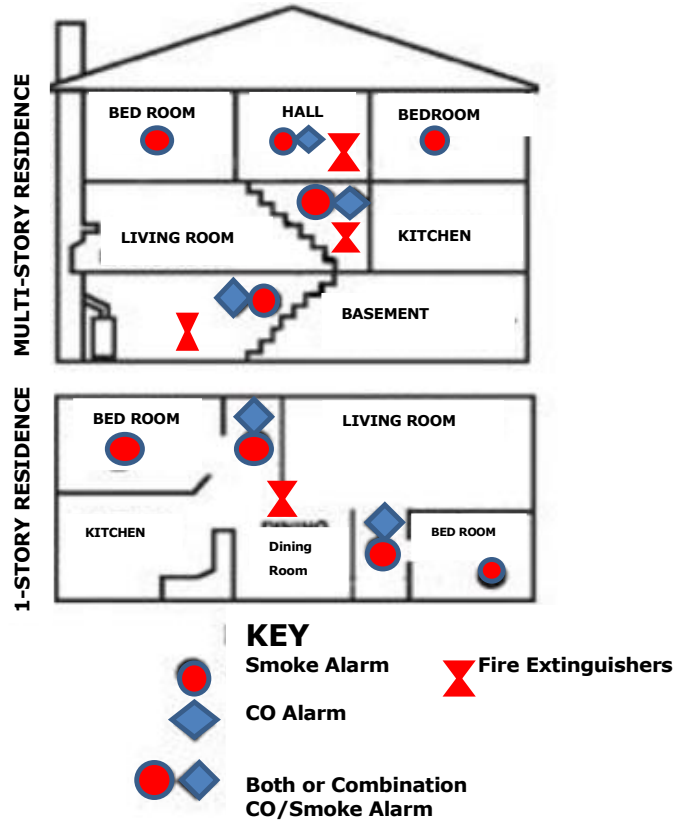 MULTI-STORY RESIDENCE
BED ROOM
HALL
BEDROOM
LIVING ROOM
KITCHEN
BASEMENT
1-STORY RESIDENCE
BED ROOM
LIVING ROOM
KITCHEN
DINING
Dining
Room
BED ROOM
KEY
Smoke Alarm
Fire Extinguishers
CO Alarm
Both or Combination
CO/Smoke Alarm